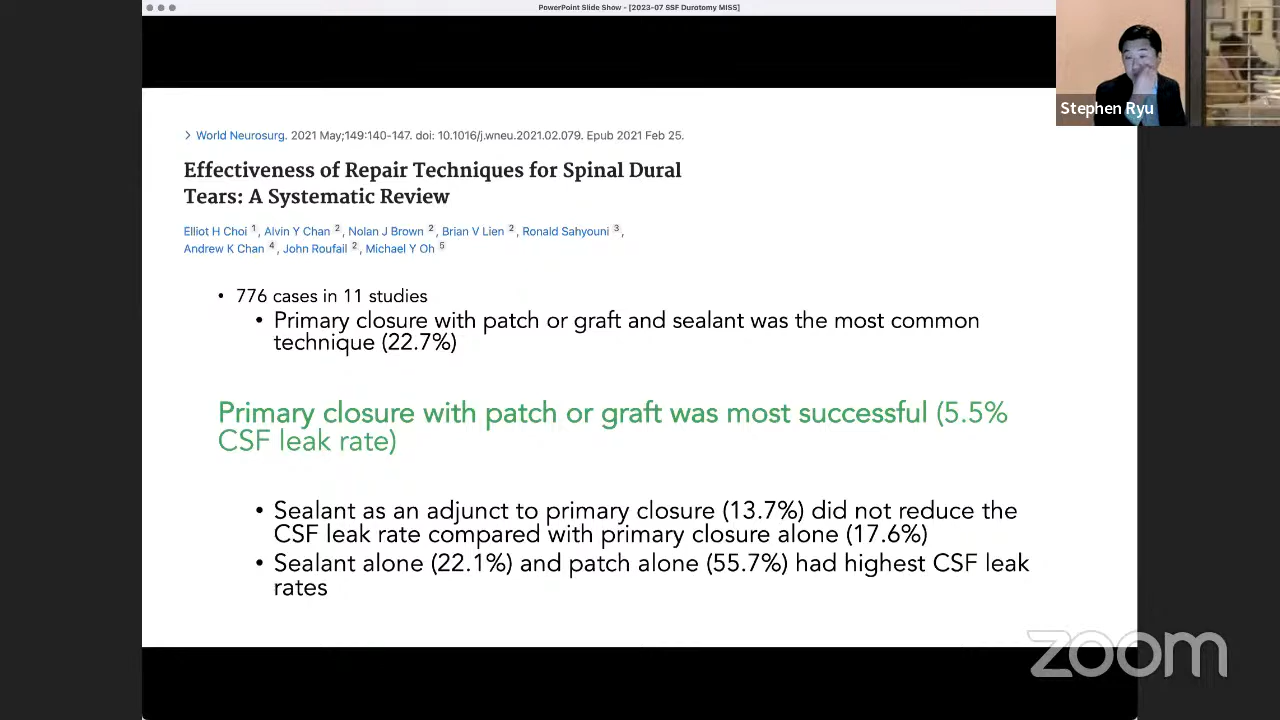 PowerPoint Slide Show - [2023-07 SSF Durotomy MISS]
Stephen Ryu
> World Neurosurg. 2021 May;149:140-147. doi: 10.1016/j.wneu.2021.02.079. Epub 2021 Feb 25.
Effectiveness of Repair Techniques for Spinal Dural
Tears: A Systematic Review
Elliot H Choi 1, Alvin Y Chan 2, Nolan J Brown 2, Brian V Lien 2, Ronald Sahyouni 3,
Andrew K Chan 4, John Roufail 2, Michael Y Oh 5
• 776 cases in 11 studies
• Primary closure with patch or graft and sealant was the most common
technique (22.7%)
Primary closure with patch or graft was most successful (5.5%
CSF leak rate)
• Sealant as an adjunct to primary closure (13.7%) did not reduce the
CSF leak rate compared with primary closure alone (17.6%)
• Sealant alone (22.1%) and patch alone (55.7%) had highest CSF leak
rates
zoom